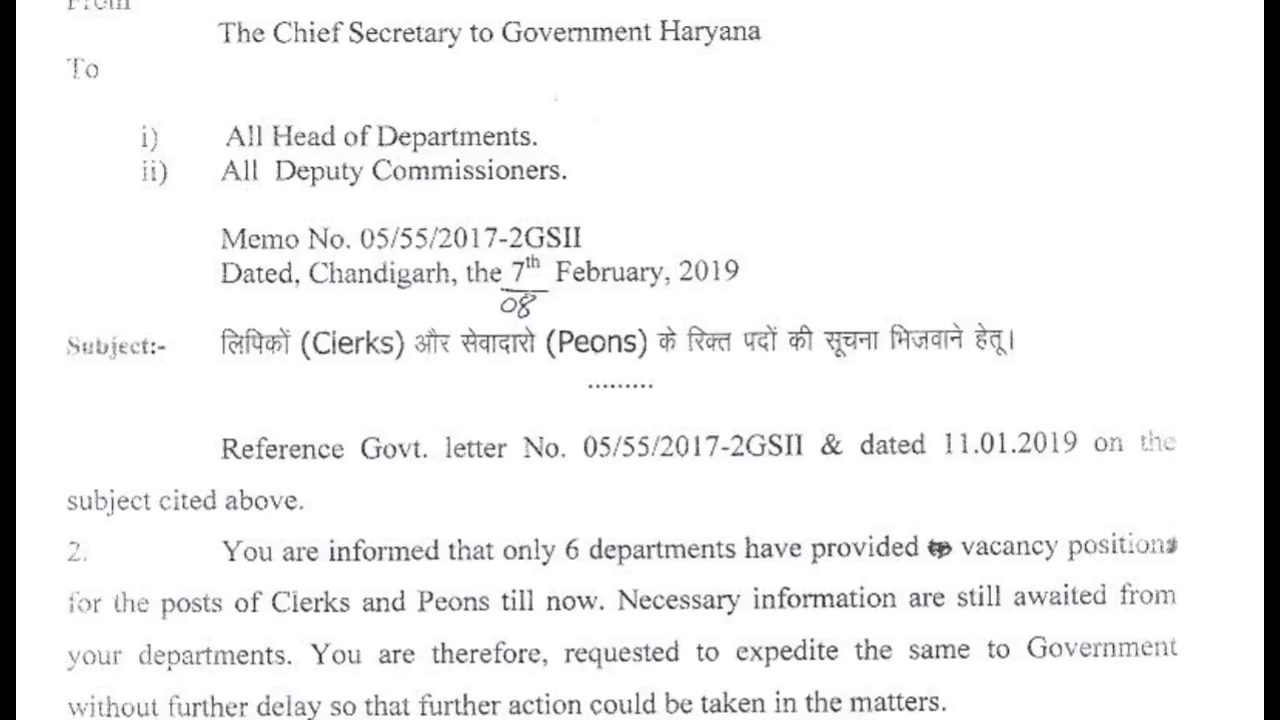 From
The Chief Secretary to Government Haryana
To
i) All Head of Departments.
ii) All Deputy Commissioners.
Memo No. 05/55/2017-2GSII
Dated, Chandigarh, the 7th February, 2019
08
Subject:- लिपिकों (Clerks) और सेवादारो (Peons) के रिक्त पदों की सूचना भिजवाने हेतू।
.........
Reference Govt. letter No. 05/55/2017-2GSII & dated 11.01.2019 on the
subject cited above.
2. You are informed that only 6 departments have provided vacancy positions
for the posts of Clerks and Peons till now. Necessary information are still awaited from
your departments. You are therefore, requested to expedite the same to Government
without further delay so that further action could be taken in the matters.